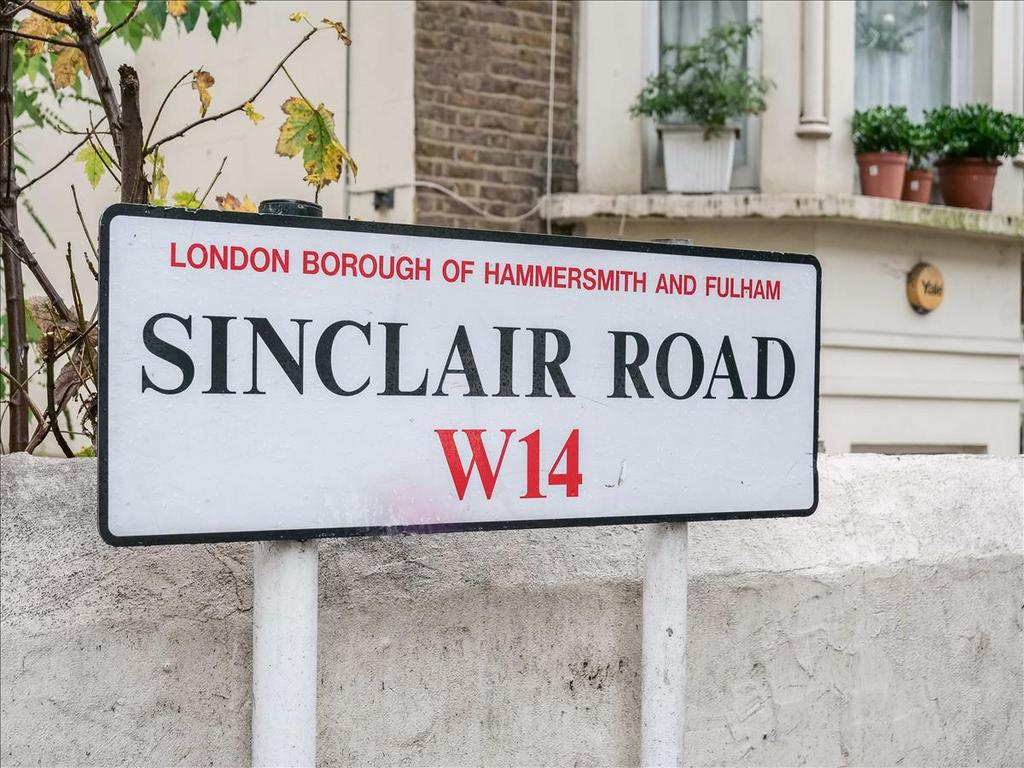 LONDON BOROUGH OF HAMMERSMITH AND FULHAM
SINCLAIR ROAD
W14
Yale